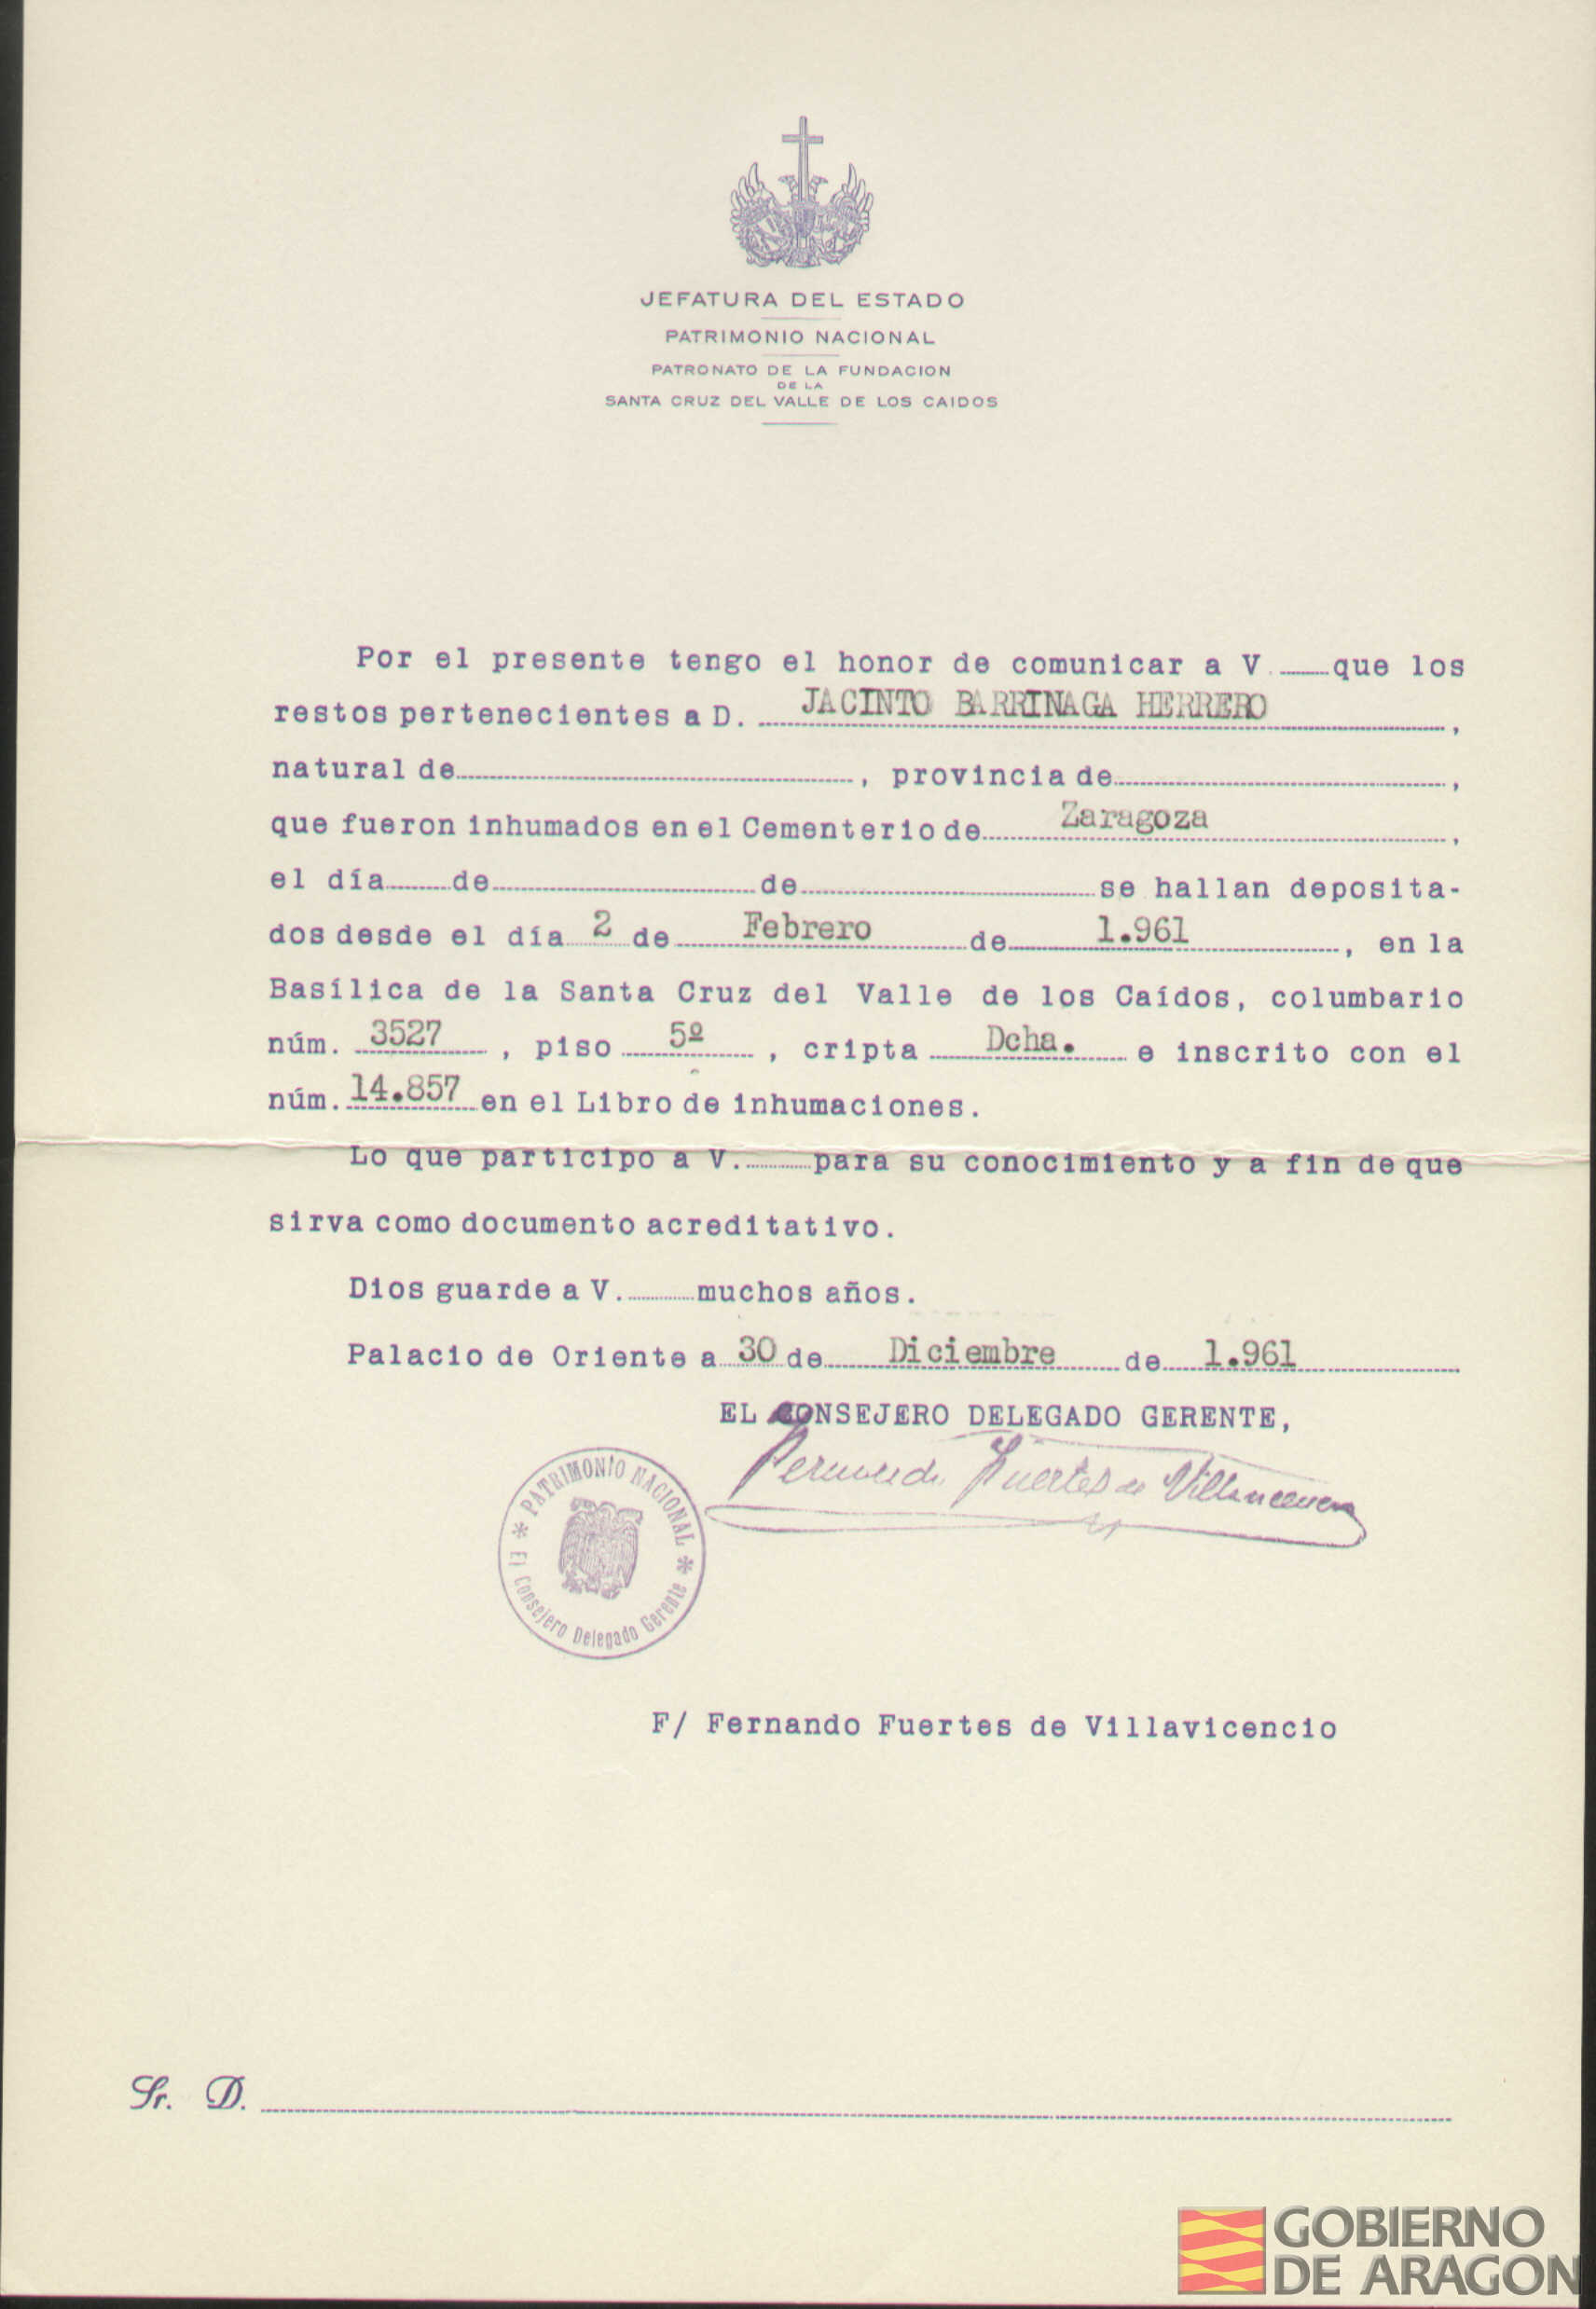 JEFATURA DEL ESTADO
PATRIMONIO NACIONAL
PATRONATO DE LA FUNDACION
DE LA
SANTA CRUZ DEL VALLE DE LOS CAIDOS
Por el presente tengo el honor de comunicar a V. que los
restos pertenecientes a D. JACINTO BARRINAGA HERRERO,
natural de , provincia de ,
que fueron inhumados en el Cementerio de Zaragoza,
el día de de se hallan deposita-
dos desde el día 2 de Febrero de 1.961, en la
Basílica de la Santa Cruz del Valle de los Caídos, columbario
núm. 3527, piso 5º, cripta Dcha. e inscrito con el
núm. 14.857 en el Libro de inhumaciones.
Lo que participo a V. para su conocimiento y a fin de que
sirva como documento acreditativo.
Dios guarde a V. muchos años.
Palacio de Oriente a 30 de Diciembre de 1.961
EL CONSEJERO DELEGADO GERENTE,
Fernando Fuertes de Villavicencio
* PATRIMONIO NACIONAL *
El Consejero Delegado Gerente
F/ Fernando Fuertes de Villavicencio
Sr. D.
GOBIERNO
DE ARAGON